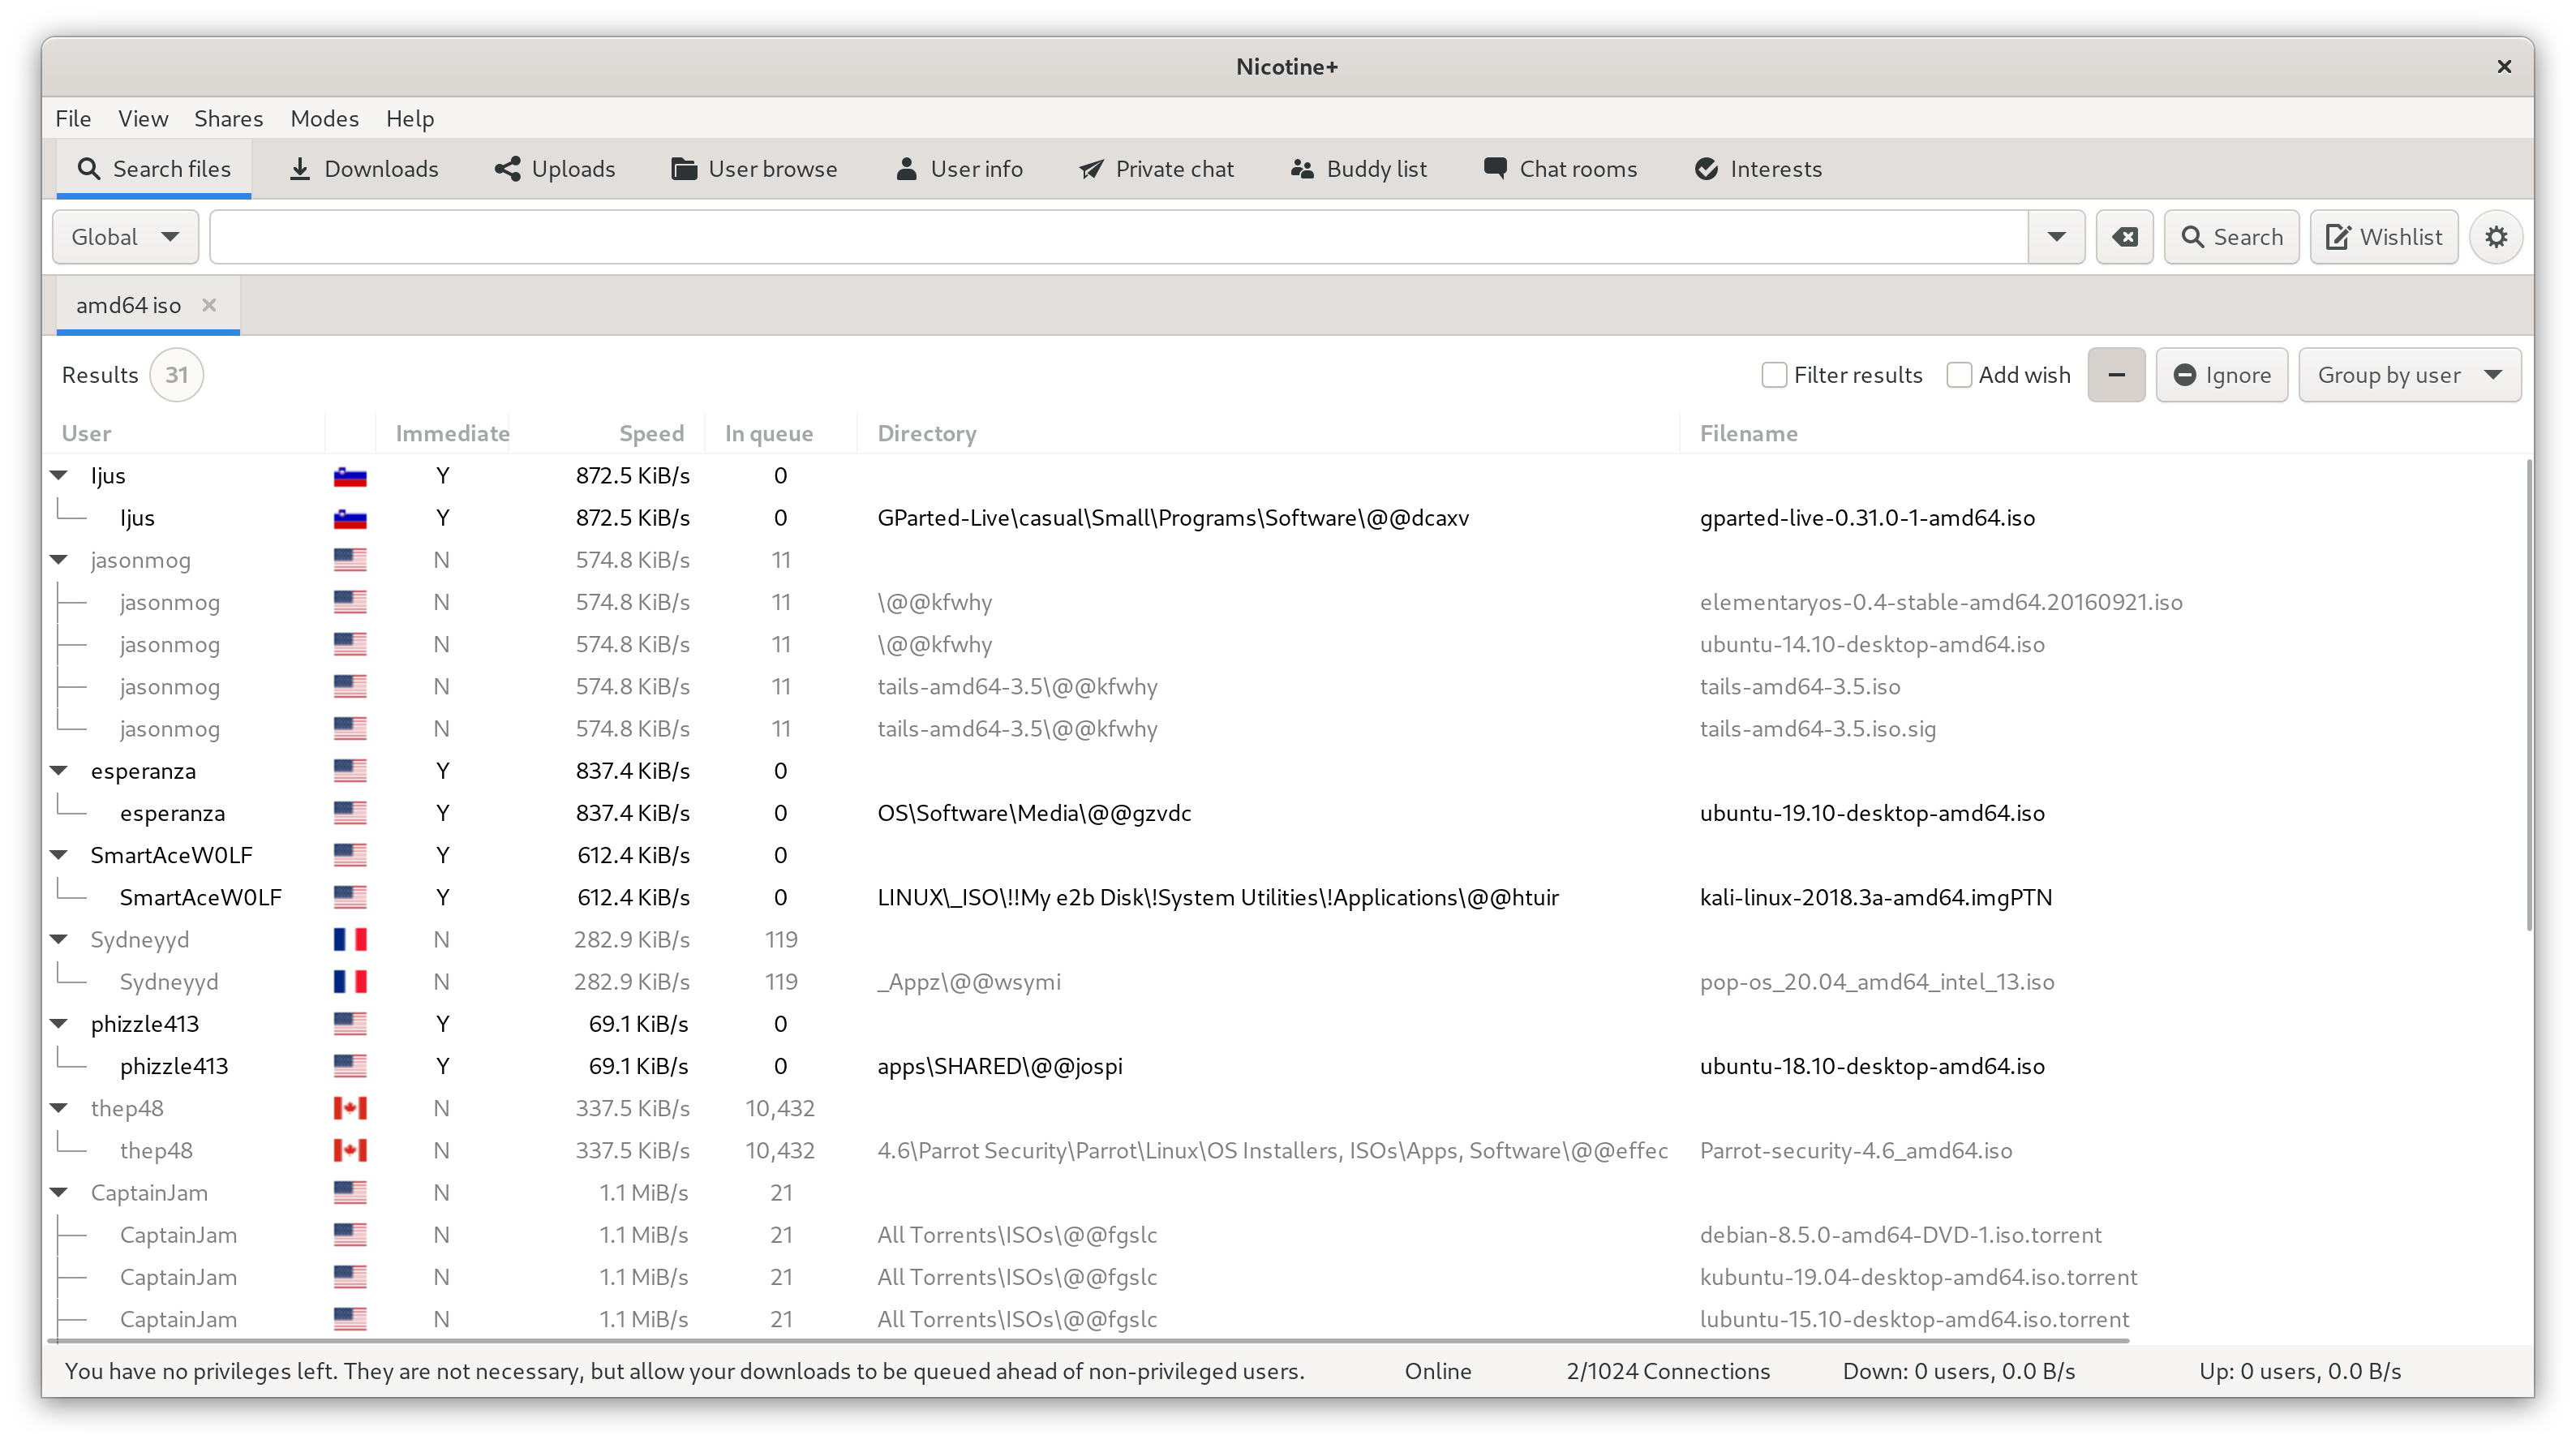 Nicotine+
File View Shares Modes Help
Search files Downloads Uploads User browse User info Private chat Buddy list Chat rooms Interests
Global Search Wishlist
amd64 iso
Results 31 Filter results Add wish Ignore Group by user
User Immediate Speed In queue Directory Filename
ljus Y 872.5 KiB/s 0
ljus Y 872.5 KiB/s 0 GParted-Live\casual\Small\Programs\Software\@@dcaxv gparted-live-0.31.0-1-amd64.iso
jasonmog N 574.8 KiB/s 11
jasonmog N 574.8 KiB/s 11 \@@kfwhy elementaryos-0.4-stable-amd64.20160921.iso
jasonmog N 574.8 KiB/s 11 \@@kfwhy ubuntu-14.10-desktop-amd64.iso
jasonmog N 574.8 KiB/s 11 tails-amd64-3.5\@@kfwhy tails-amd64-3.5.iso
jasonmog N 574.8 KiB/s 11 tails-amd64-3.5\@@kfwhy tails-amd64-3.5.iso.sig
esperanza Y 837.4 KiB/s 0
esperanza Y 837.4 KiB/s 0 OS\Software\Media\@@gzvdc ubuntu-19.10-desktop-amd64.iso
SmartAceW0LF Y 612.4 KiB/s 0
SmartAceW0LF Y 612.4 KiB/s 0 LINUX\_ISO\!!My e2b Disk\!System Utilities\!Applications\@@htuir kali-linux-2018.3a-amd64.imgPTN
Sydneyyd N 282.9 KiB/s 119
Sydneyyd N 282.9 KiB/s 119 _Appz\@@wsymi pop-os_20.04_amd64_intel_13.iso
phizzle413 Y 69.1 KiB/s 0
phizzle413 Y 69.1 KiB/s 0 apps\SHARED\@@jospi ubuntu-18.10-desktop-amd64.iso
thep48 N 337.5 KiB/s 10,432
thep48 N 337.5 KiB/s 10,432 4.6\Parrot Security\Parrot\Linux\OS Installers, ISOs\Apps, Software\@@effec Parrot-security-4.6_amd64.iso
CaptainJam N 1.1 MiB/s 21
CaptainJam N 1.1 MiB/s 21 All Torrents\ISOs\@@fgslc debian-8.5.0-amd64-DVD-1.iso.torrent
CaptainJam N 1.1 MiB/s 21 All Torrents\ISOs\@@fgslc kubuntu-19.04-desktop-amd64.iso.torrent
CaptainJam N 1.1 MiB/s 21 All Torrents\ISOs\@@fgslc lubuntu-15.10-desktop-amd64.iso.torrent
You have no privileges left. They are not necessary, but allow your downloads to be queued ahead of non-privileged users. Online 2/1024 Connections Down: 0 users, 0.0 B/s Up: 0 users, 0.0 B/s